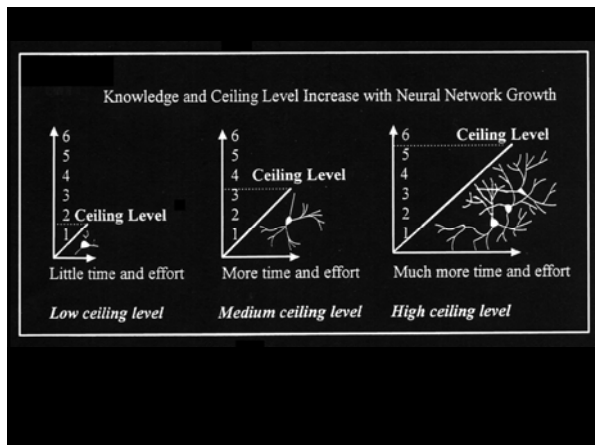 Knowledge and Ceiling Level Increase with Neural Network Growth
6
5
4
3
2
1
Ceiling Level
Little time and effort
Low ceiling level
6
5
4
3
2
1
Ceiling Level
More time and effort
Medium ceiling level
6
5
4
3
2
1
Ceiling Level
Much more time and effort
High ceiling level